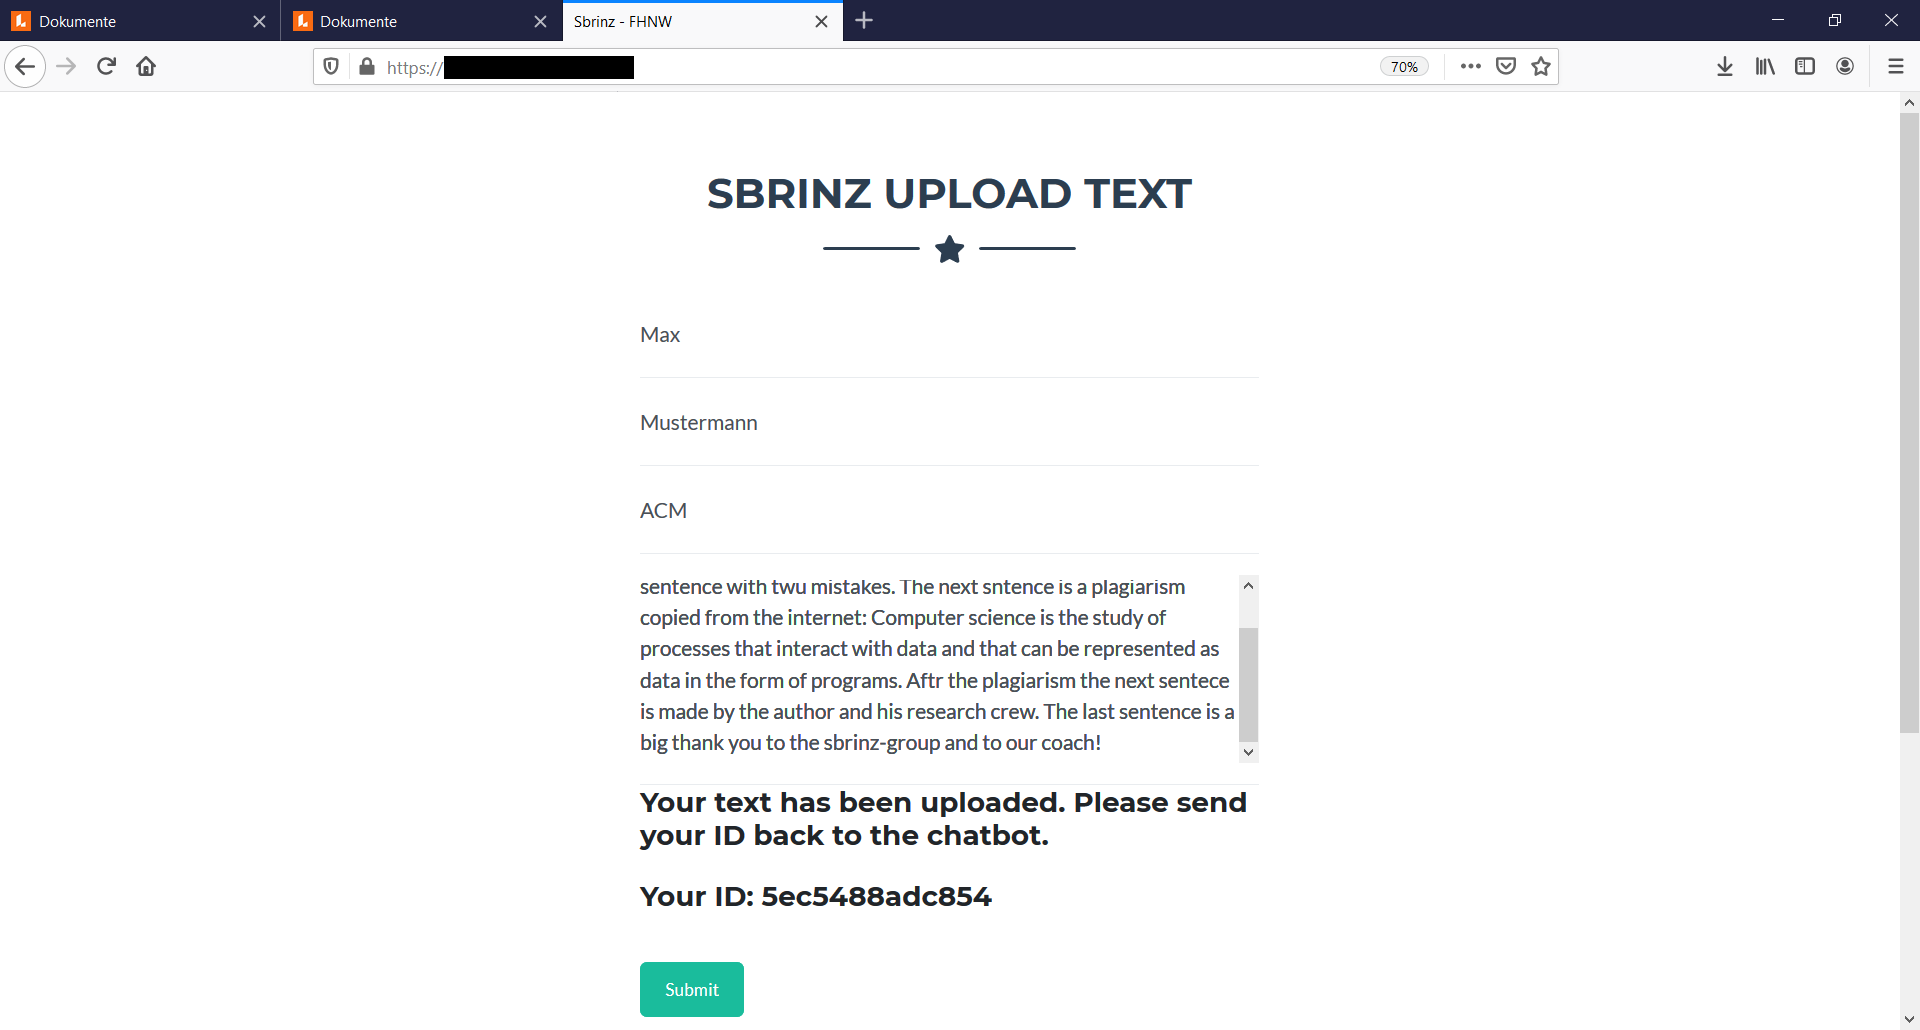 Dokumente
Dokumente
Sbrinz - FHNW
https://
70%
SBRINZ UPLOAD TEXT
Max
Mustermann
ACM
sentence with twu mistakes. The next sntence is a plagiarism
copied from the internet: Computer science is the study of
processes that interact with data and that can be represented as
data in the form of programs. Aftr the plagiarism the next sentece
is made by the author and his research crew. The last sentence is a
big thank you to the sbrinz-group and to our coach!
Your text has been uploaded. Please send
your ID back to the chatbot.
Your ID: 5ec5488adc854
Submit